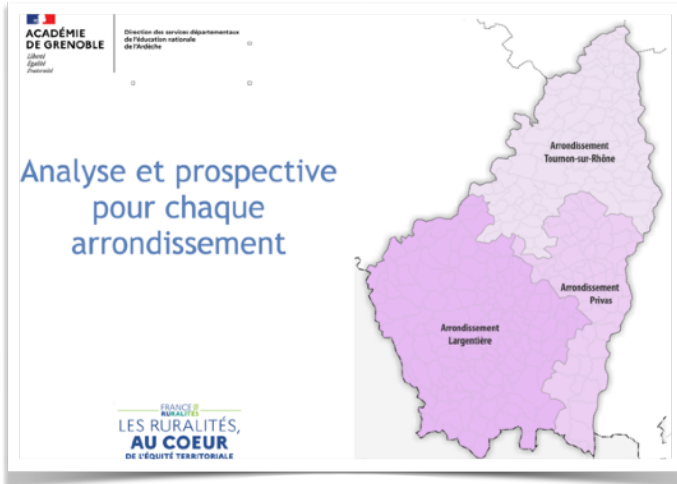 ACADÉMIE
DE GRENOBLE
Liberté
Égalité
Fraternité
Direction des services départementaux
de l'éducation nationale
de l'Ardèche
Analyse et prospective
pour chaque
arrondissement
Arrondissement
Tournon-sur-Rhône
Arrondissement
Privas
Arrondissement
Largentière
FRANCE
RURALITÉS
LES RURALITÉS,
AU COEUR
DE L'ÉQUITÉ TERRITORIALE